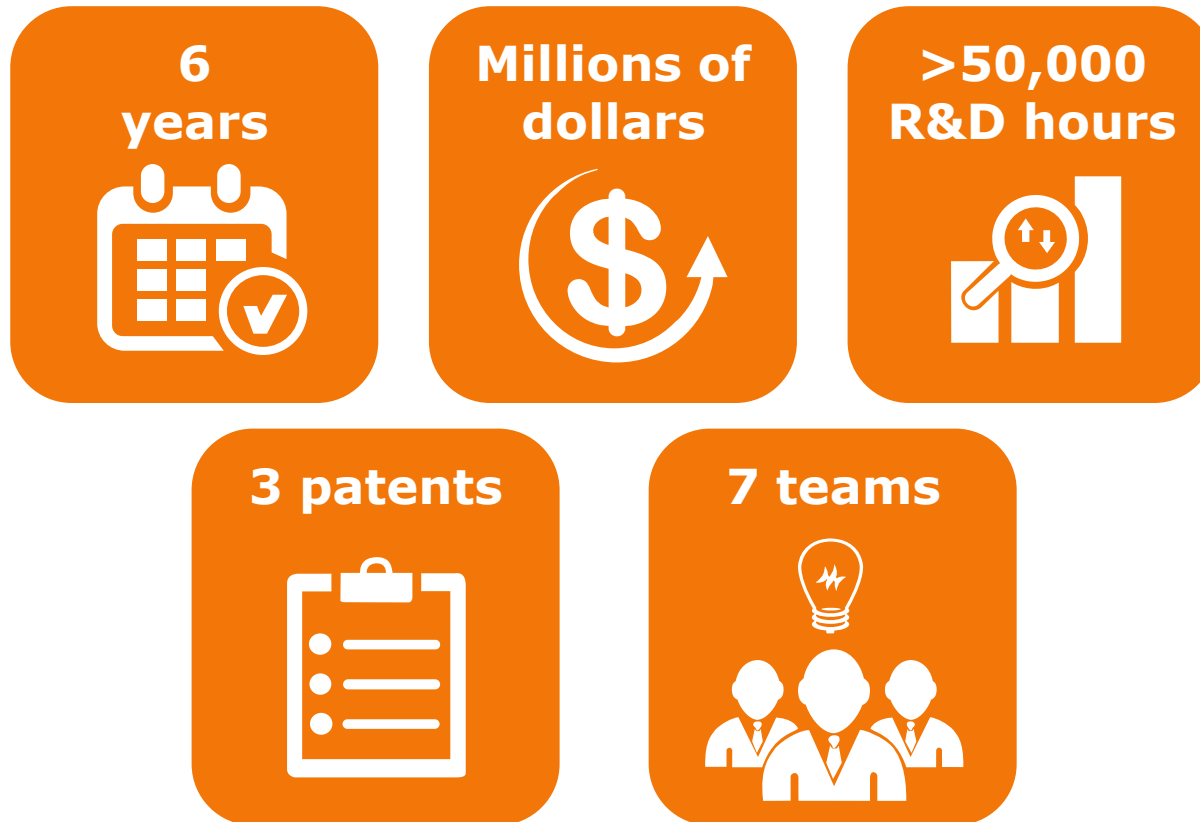 6
years
Millions of
dollars
>50,000
R&D hours
3 patents
7 teams